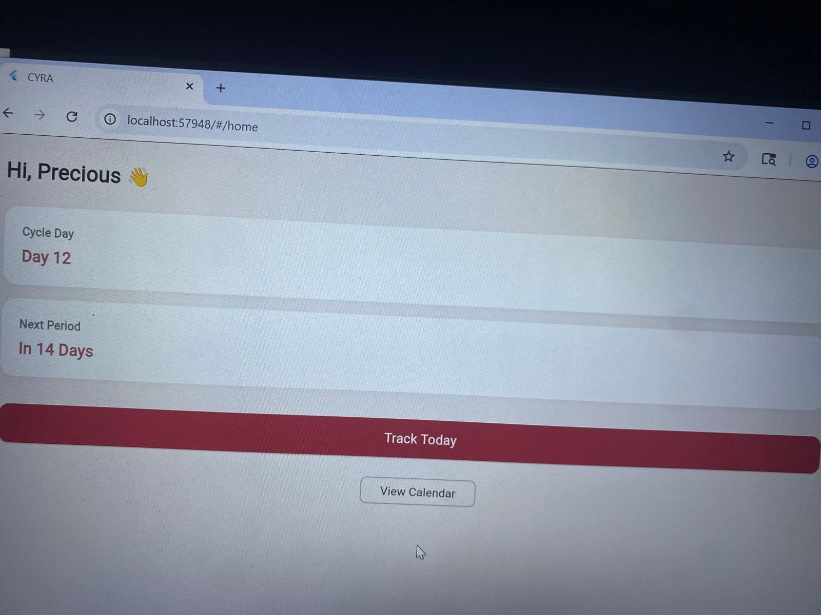 CYRA
localhost:57948/#/home
Hi, Precious 👋
Cycle Day
Day 12
Next Period
In 14 Days
Track Today
View Calendar